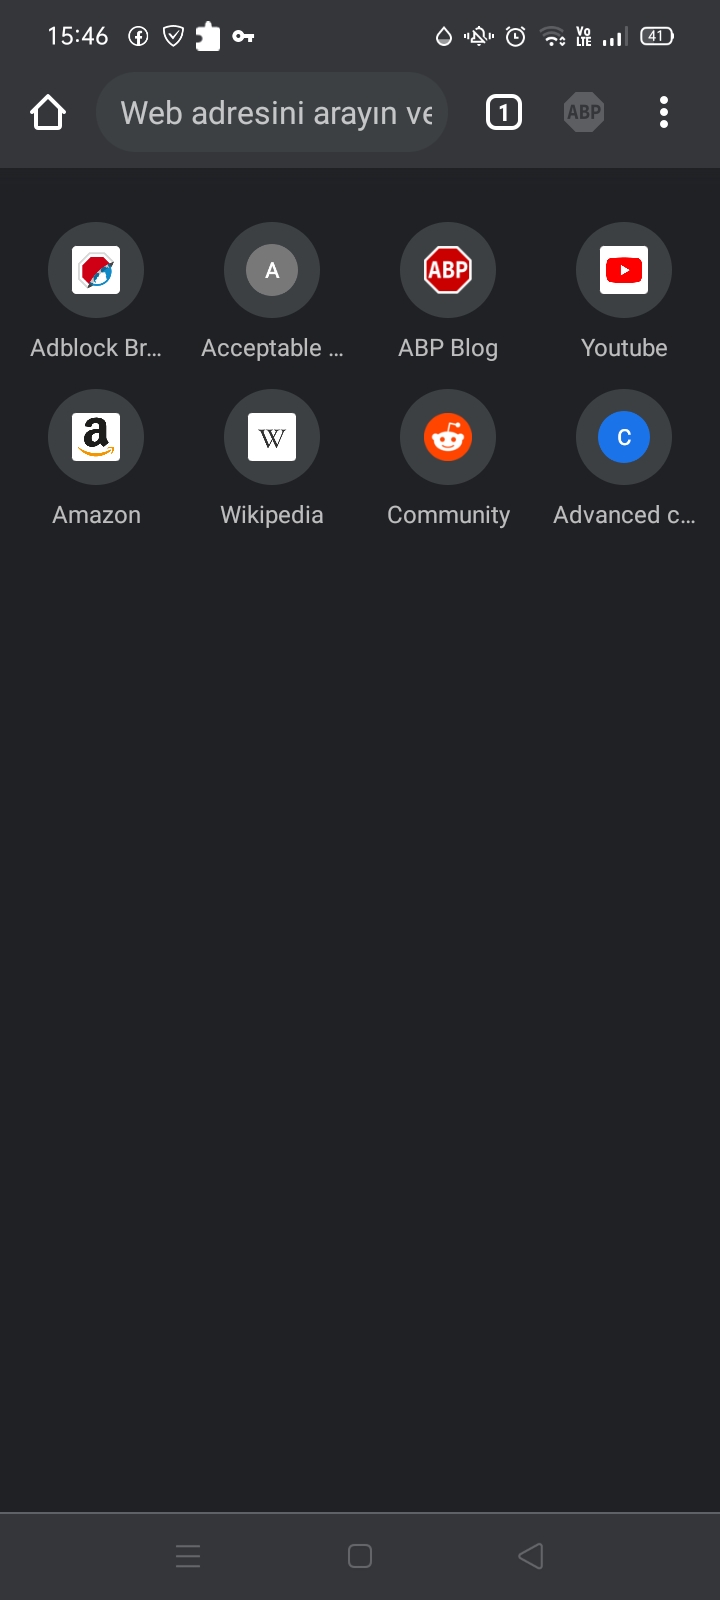 15:46 Vo LTE 41
Web adresini arayın ve
1
ABP
A
ABP
Adblock Br...
Acceptable ...
ABP Blog
Youtube
a
W
C
Amazon
Wikipedia
Community
Advanced c...